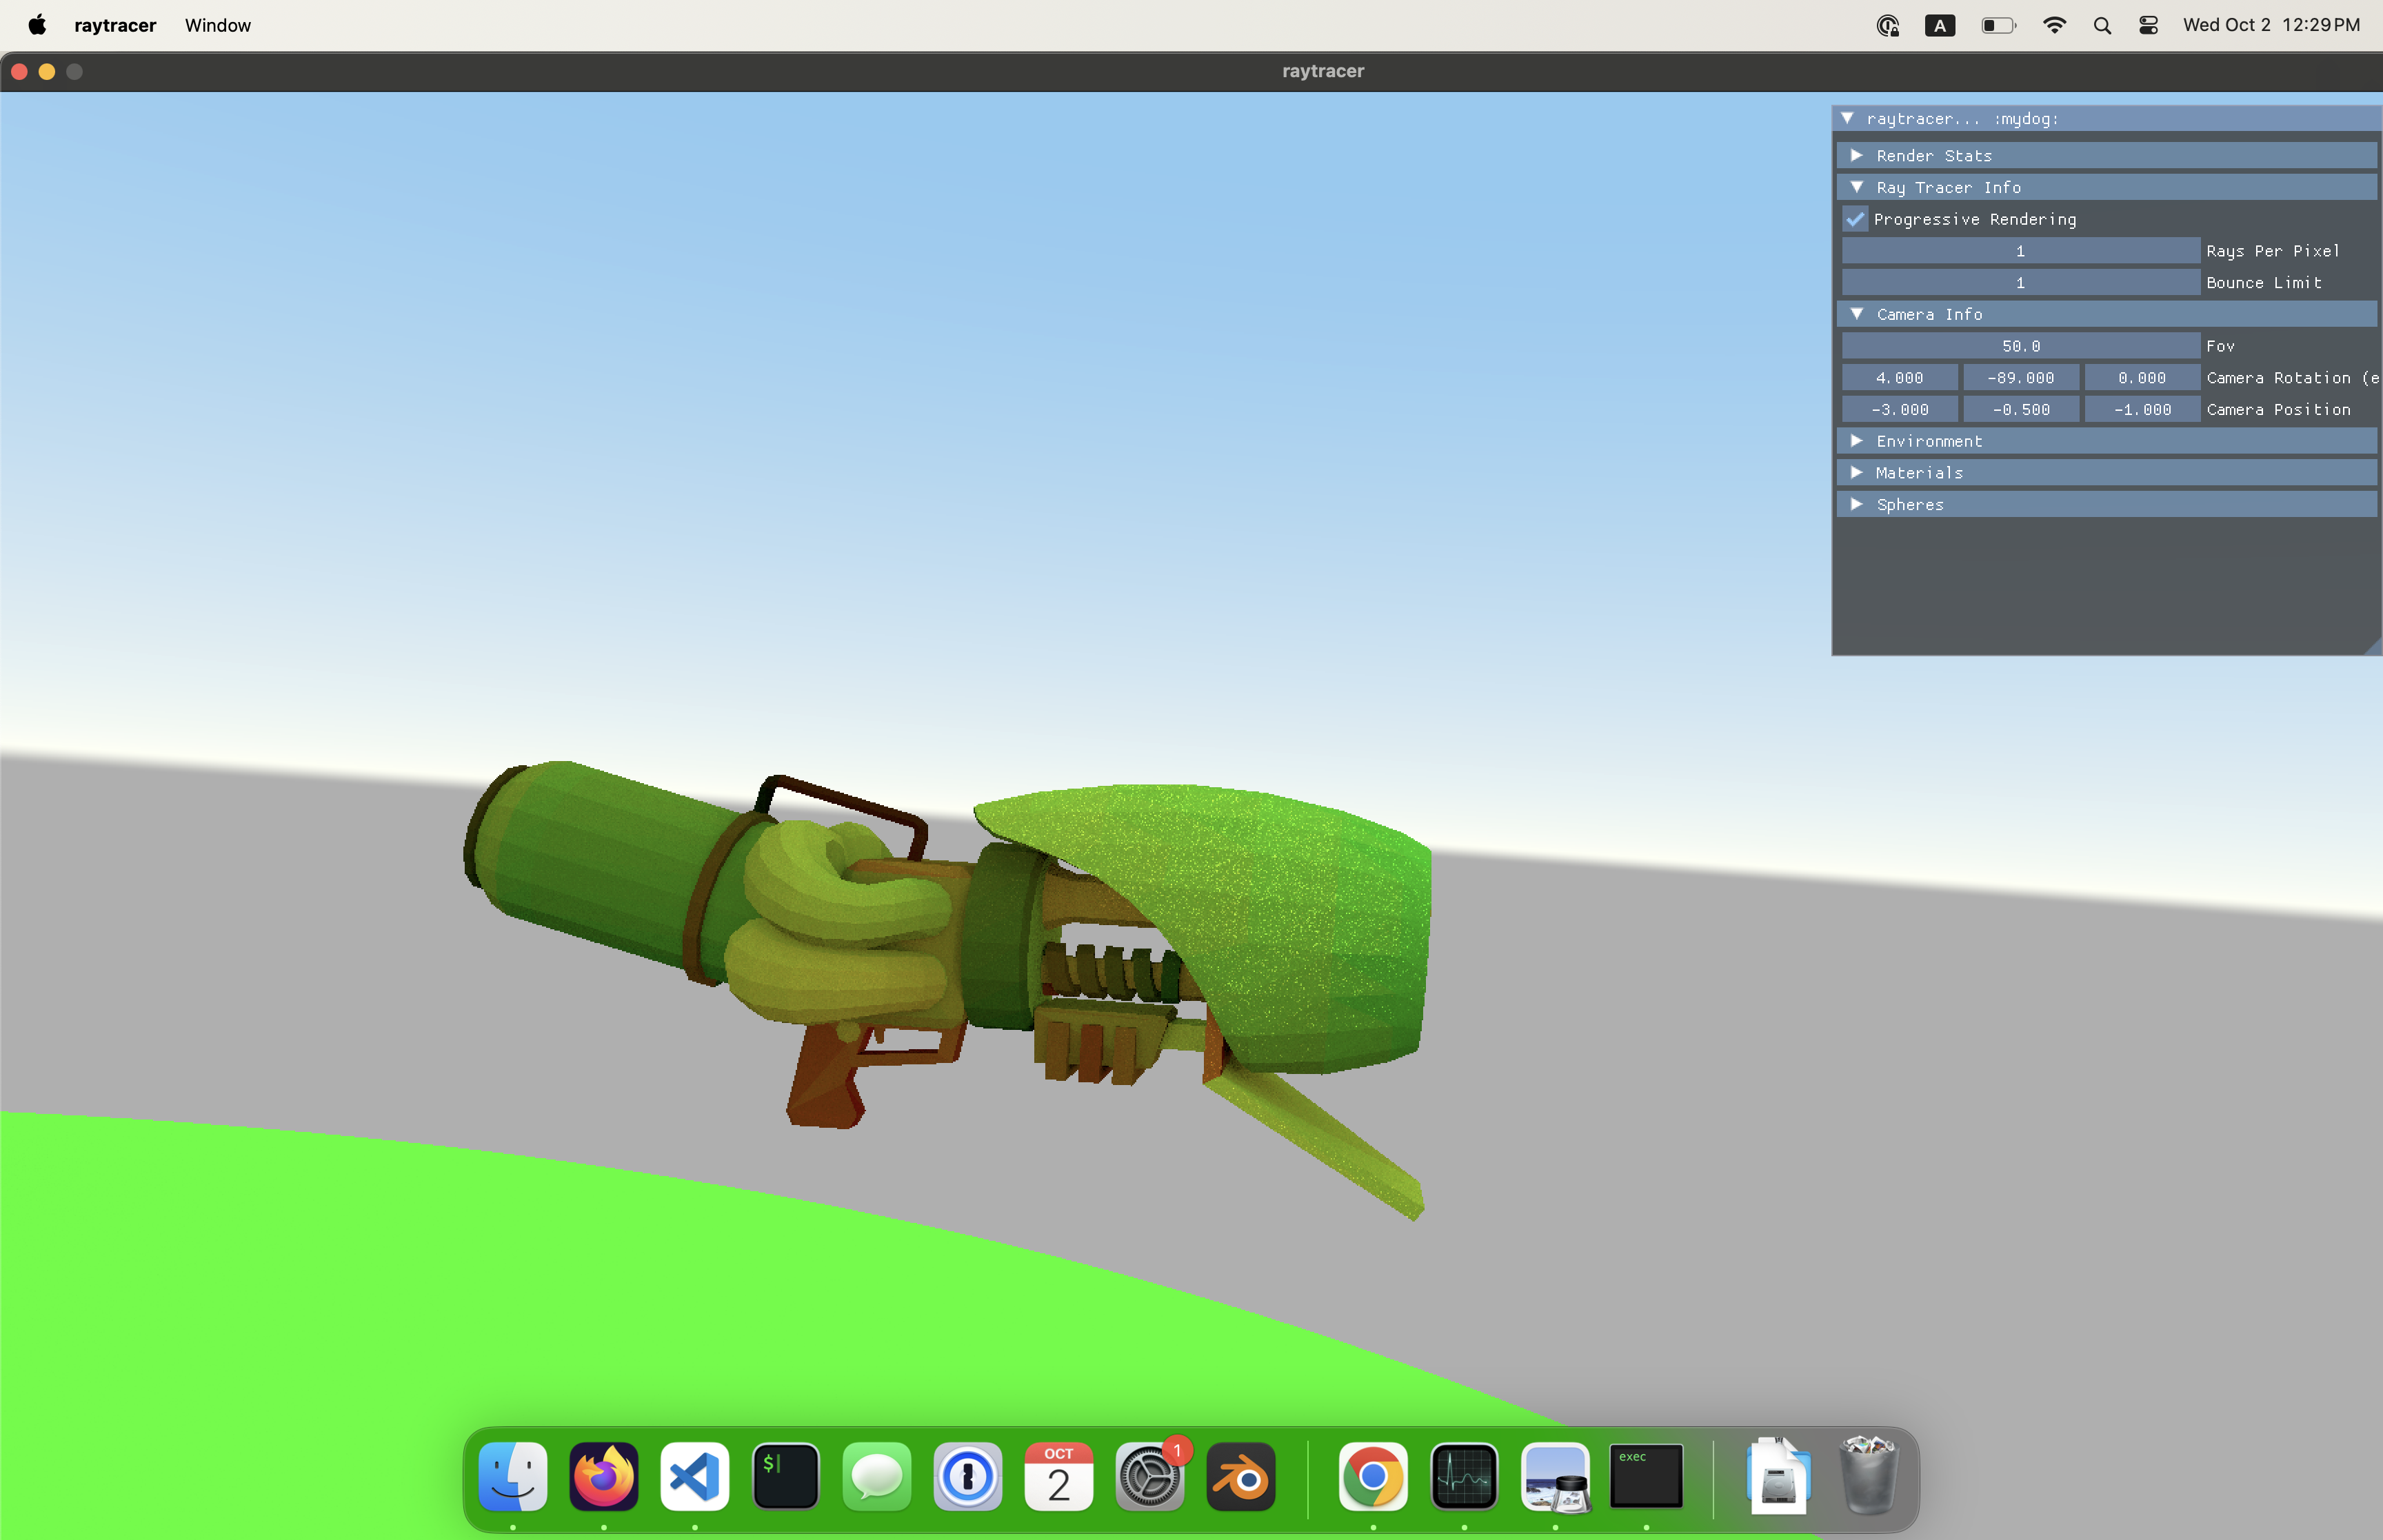 raytracer Window A Wed Oct 2 12:29 PM
raytracer
raytracer... :mydog:
Render Stats
Ray Tracer Info
Progressive Rendering
1 Rays Per Pixel
1 Bounce Limit
Camera Info
50.0 Fov
4.000 -89.000 0.000 Camera Rotation (e
-3.000 -0.500 -1.000 Camera Position
Environment
Materials
Spheres
$ OCT 2 1 exec